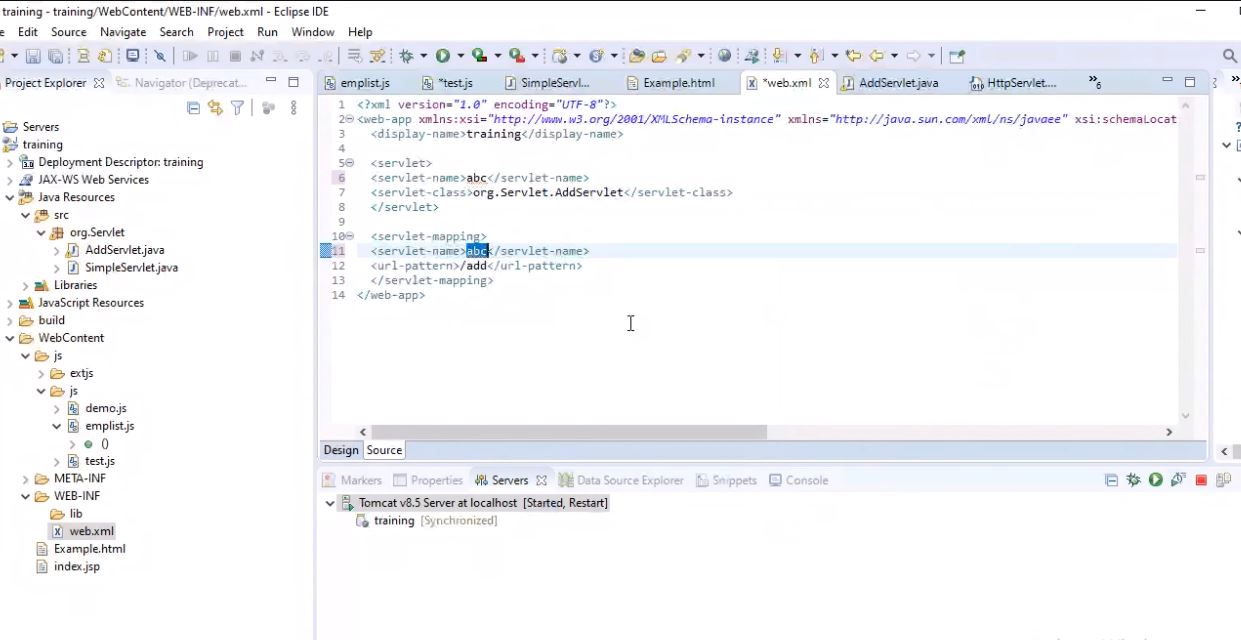 training - training/WebContent/WEB-INF/web.xml - Eclipse IDE
Edit Source Navigate Search Project Run Window Help
Project Explorer Navigator (Deprecat...
emplist.js *test.js SimpleServl... Example.html *web.xml AddServlet.java HttpServlet.... 6
1 <?xml version="1.0" encoding="UTF-8"?>
2 <web-app xmlns:xsi="http://www.w3.org/2001/XMLSchema-instance" xmlns="http://java.sun.com/xml/ns/javaee" xsi:schemaLocat
3 <display-name>training</display-name>
4
5 <servlet>
6 <servlet-name>abc</servlet-name>
7 <servlet-class>org.Servlet.AddServlet</servlet-class>
8 </servlet>
9
10 <servlet-mapping>
11 <servlet-name>abc</servlet-name>
12 <url-pattern>/add</url-pattern>
13 </servlet-mapping>
14 </web-app>
Servers
training
Deployment Descriptor: training
JAX-WS Web Services
Java Resources
src
org.Servlet
AddServlet.java
SimpleServlet.java
Libraries
JavaScript Resources
build
WebContent
js
extjs
js
demo.js
emplist.js
()
test.js
META-INF
WEB-INF
lib
web.xml
Example.html
index.jsp
Design Source
Markers Properties Servers Data Source Explorer Snippets Console
Tomcat v8.5 Server at localhost [Started, Restart]
training [Synchronized]